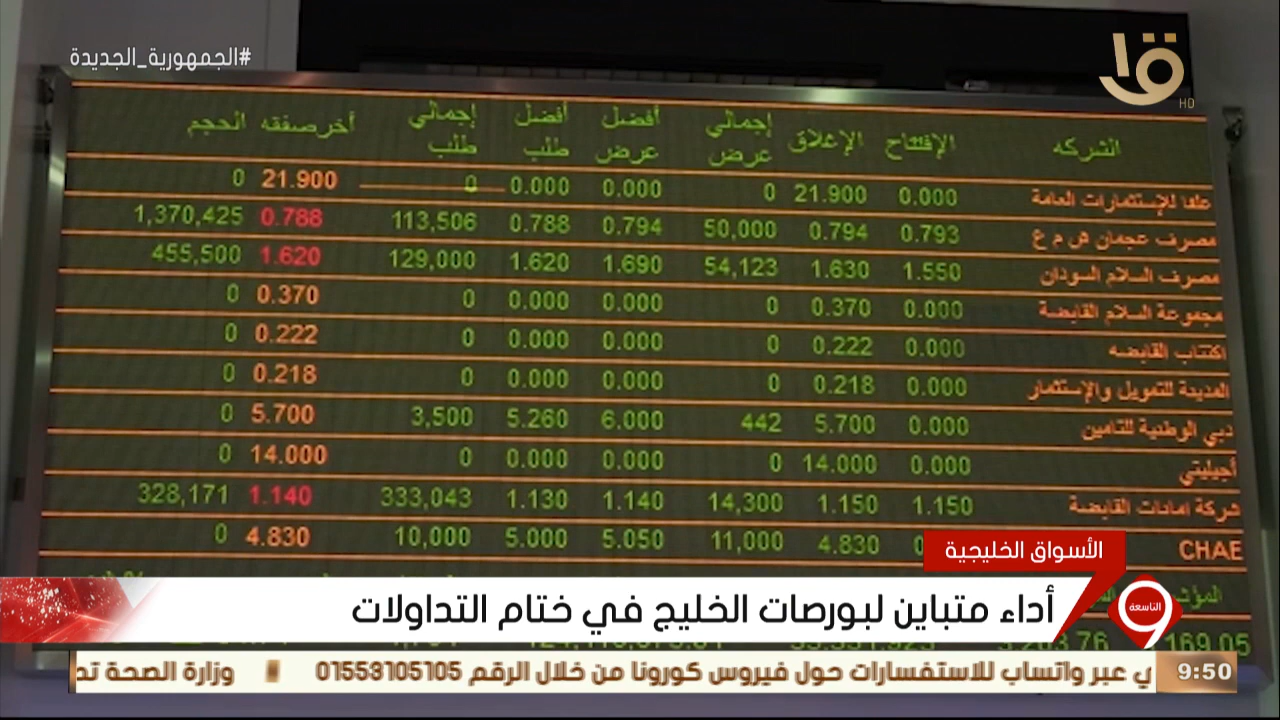 #الجمهورية_الجديدة
HD
الشركه الإفتتاح الإغلاق إجمالي عرض أفضل عرض أفضل طلب إجمالي طلب أخرصفقه الحجم
علفا للإستثمارات العامة 0.000 21.900 0 0.000 0.000 0 21.900 0
مصرف عجمان ش م ع 0.793 0.794 50,000 0.794 0.788 113,506 0.788 1,370,425
مصرف السلام السودان 1.550 1.630 54,123 1.690 1.620 129,000 1.620 455,500
مجموعة السلام القابضة 0.000 0.370 0 0.000 0.000 0 0.370 0
اكتتاب القابضه 0.000 0.222 0 0.000 0.000 0 0.222 0
المدينة للتمويل والإستثمار 0.000 0.218 0 0.000 0.000 0 0.218 0
دبي الوطنية للتامين 0.000 5.700 442 6.000 5.260 3,500 5.700 0
أجيليتي 0.000 14.000 0 0.000 0.000 0 14.000 0
شركة امانات القابضة 1.150 1.150 14,300 1.140 1.130 333,043 1.140 328,171
CHAE 4.830 11,000 5.050 5.000 10,000 4.830 0
الأسواق الخليجية
أداء متباين لبورصات الخليج في ختام التداولات
التاسعة
9:50
ي عبر واتساب للاستفسارات حول فيروس كورونا من خلال الرقم 01553105105
وزارة الصحة